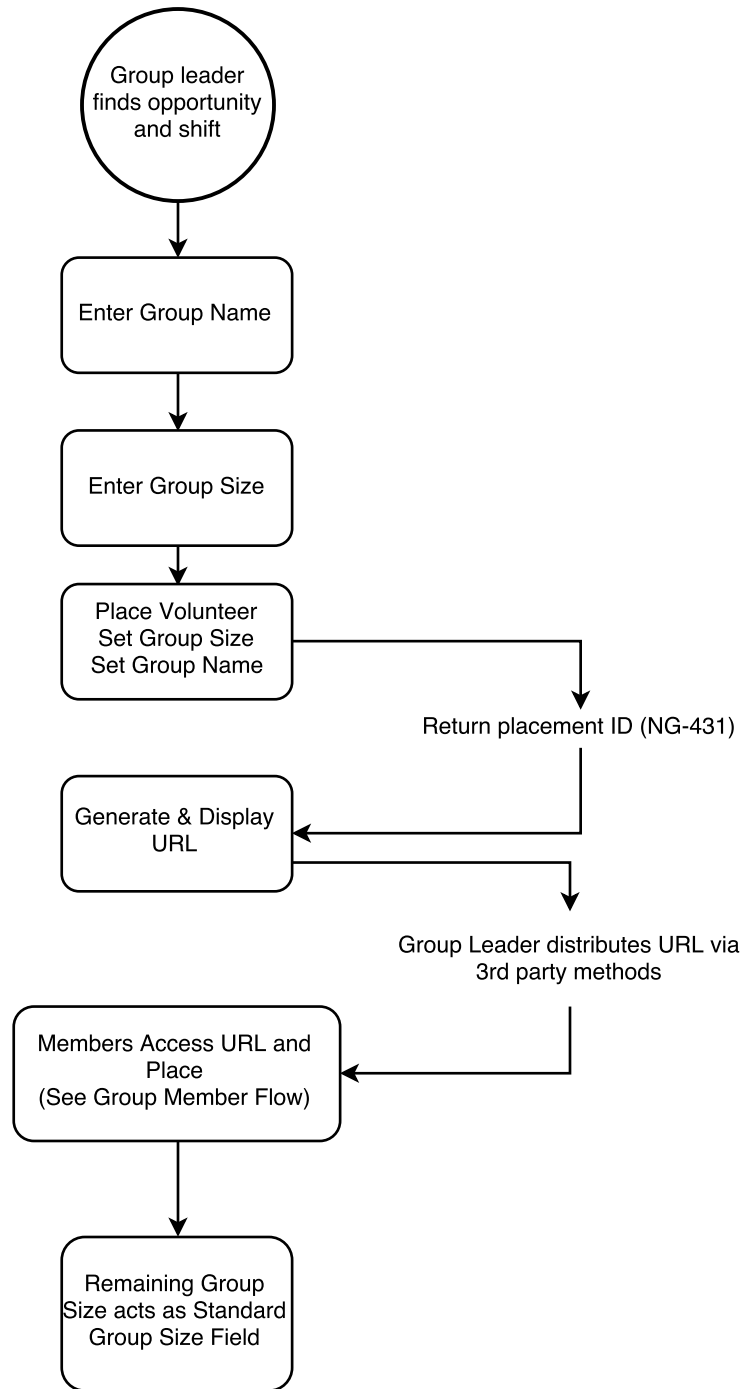 Group leader
finds opportunity
and shift
Enter Group Name
Enter Group Size
Place Volunteer
Set Group Size
Set Group Name
Return placement ID (NG-431)
Generate & Display
URL
Group Leader distributes URL via
3rd party methods
Members Access URL and
Place
(See Group Member Flow)
Remaining Group
Size acts as Standard
Group Size Field